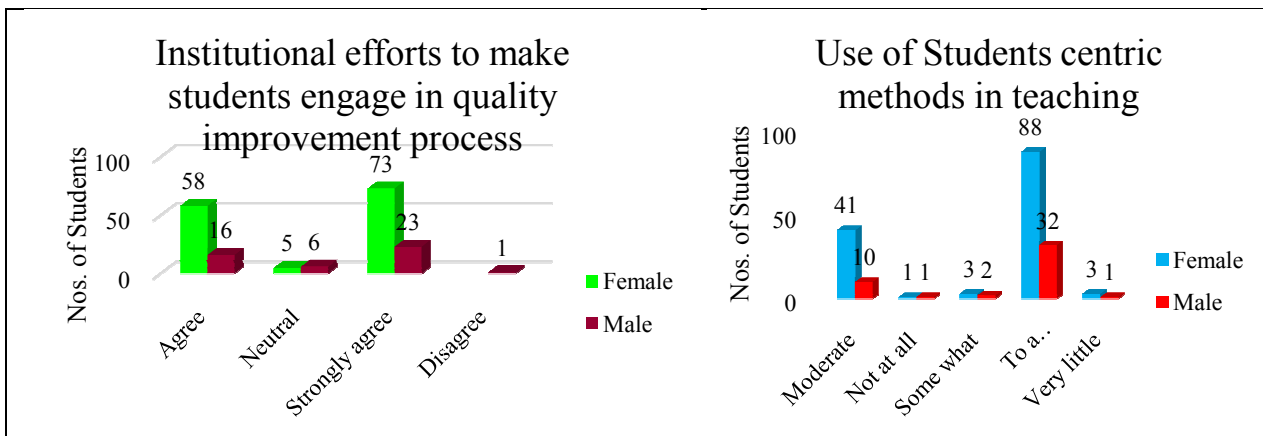 Institutional efforts to make
students engage in quality
improvement process
Nos. of Students
100
50
0
58
16
5
6
73
23
1
Agree
Neutral
Strongly agree
Disagree
Female
Male
Use of Students centric
methods in teaching
Nos. of Students
100
50
0
41
10
1
1
3
2
88
32
3
1
Moderate
Not at all
Some what
To a..
Very little
Female
Male